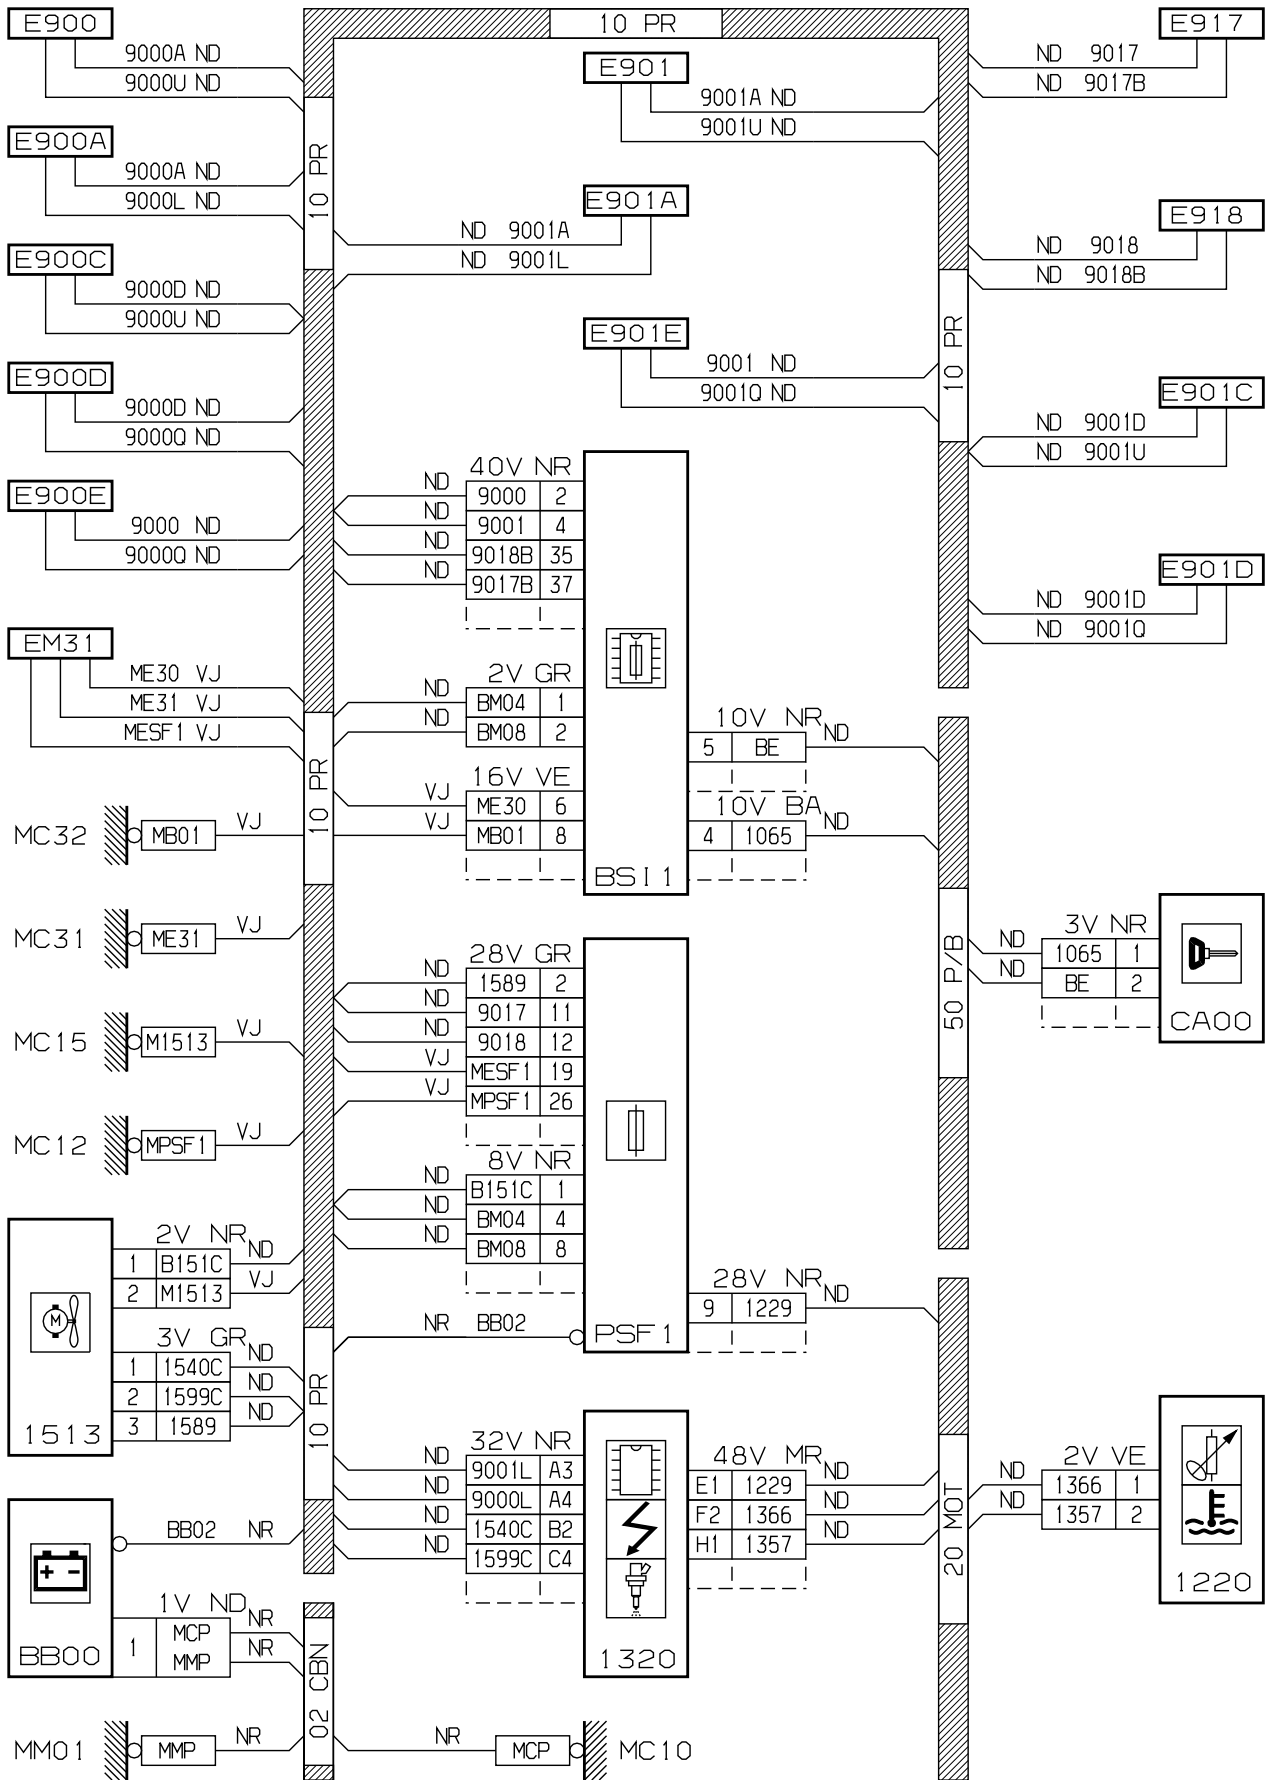 E900
9000A ND
9000U ND
10 PR
E901
9001A ND
9001U ND
E917
ND 9017
ND 9017B
E900A
9000A ND
9000L ND
10 PR
E901A
ND 9001A
ND 9001L
E918
ND 9018
ND 9018B
E900C
9000D ND
9000U ND
E901E
9001 ND
9001Q ND
10 PR
E900D
9000D ND
9000Q ND
E901C
ND 9001D
ND 9001U
E900E
9000 ND
9000Q ND
40V NR
ND 9000 2
ND 9001 4
ND 9018B 35
ND 9017B 37
E901D
ND 9001D
ND 9001Q
EM31
ME30 VJ
ME31 VJ
MESF1 VJ
2V GR
ND BM04 1
ND BM08 2
10V NR
5 BE ND
10 PR
16V VE
VJ ME30 6
VJ MB01 8
10V BA
4 1065 ND
BSI1
MC32 MB01 VJ
MC31 ME31 VJ
MC15 M1513 VJ
MC12 MPSF1 VJ
28V GR
ND 1589 2
ND 9017 11
ND 9018 12
VJ MESF1 19
VJ MPSF1 26
50 P/B
3V NR
ND 1065 1
ND BE 2
CA00
8V NR
ND B151C 1
ND BM04 4
ND BM08 8
2V NR
1 B151C ND
2 M1513 VJ
3V GR
1 1540C ND
2 1599C ND
3 1589 ND
1513
28V NR
9 1229 ND
NR BB02
PSF1
M
10 PR
32V NR
ND 9001L A3
ND 9000L A4
ND 1540C B2
ND 1599C C4
48V MR
E1 1229 ND
F2 1366 ND
H1 1357 ND
1320
20 MOT
2V VE
ND 1366 1
ND 1357 2
1220
BB02 NR
+ -
1V ND
1 MCP NR
MMP NR
BB00
02 CBN
MM01 MMP NR
NR MCP MC10